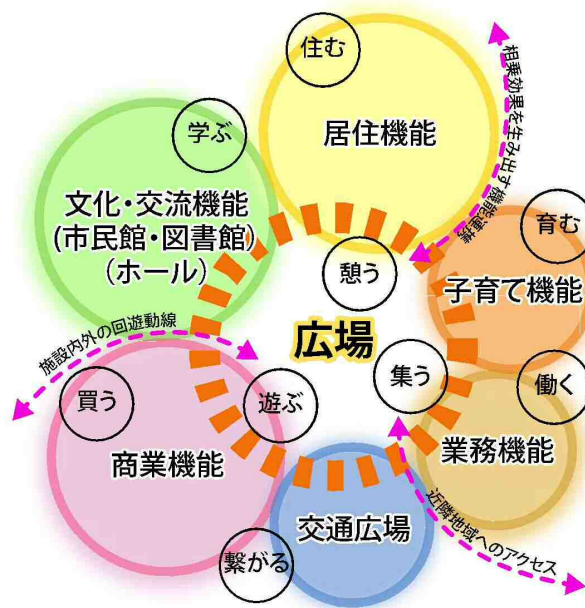 住む
居住機能
相乗効果を生み出す機能連携
学ぶ
文化・交流機能
(市民館・図書館)
(ホール)
育む
子育て機能
憩う
広場
施設内外の回遊動線
買う
遊ぶ
集う
働く
商業機能
業務機能
交通広場
繋がる
近隣地域へのアクセス